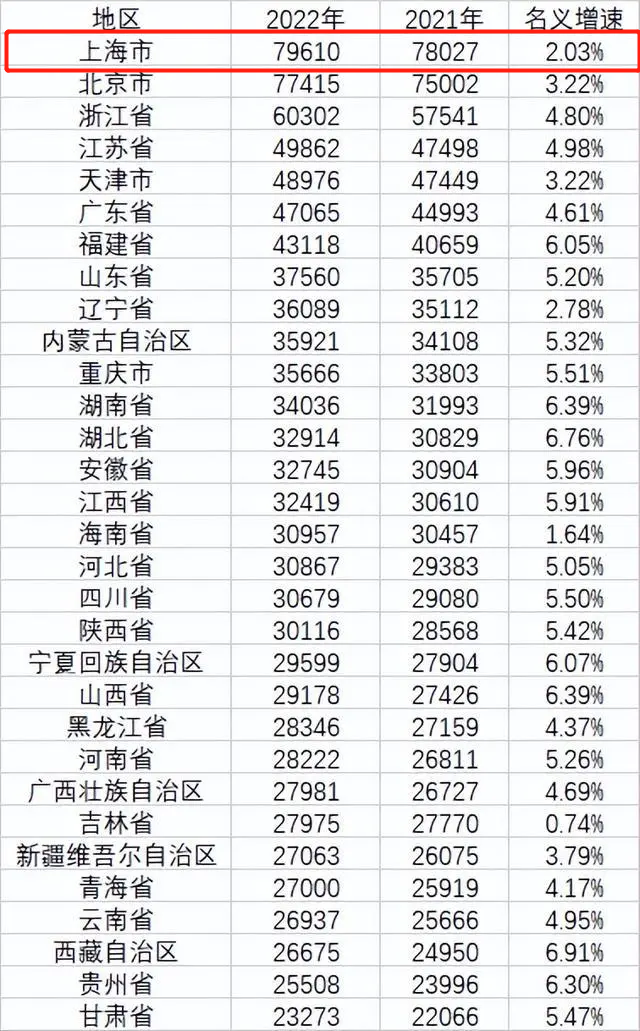 地区 2022年 2021年 名义增速
上海市 79610 78027 2.03%
北京市 77415 75002 3.22%
浙江省 60302 57541 4.80%
江苏省 49862 47498 4.98%
天津市 48976 47449 3.22%
广东省 47065 44993 4.61%
福建省 43118 40659 6.05%
山东省 37560 35705 5.20%
辽宁省 36089 35112 2.78%
内蒙古自治区 35921 34108 5.32%
重庆市 35666 33803 5.51%
湖南省 34036 31993 6.39%
湖北省 32914 30829 6.76%
安徽省 32745 30904 5.96%
江西省 32419 30610 5.91%
海南省 30957 30457 1.64%
河北省 30867 29383 5.05%
四川省 30679 29080 5.50%
陕西省 30116 28568 5.42%
宁夏回族自治区 29599 27904 6.07%
山西省 29178 27426 6.39%
黑龙江省 28346 27159 4.37%
河南省 28222 26811 5.26%
广西壮族自治区 27981 26727 4.69%
吉林省 27975 27770 0.74%
新疆维吾尔自治区 27063 26075 3.79%
青海省 27000 25919 4.17%
云南省 26937 25666 4.95%
西藏自治区 26675 24950 6.91%
贵州省 25508 23996 6.30%
甘肃省 23273 22066 5.47%